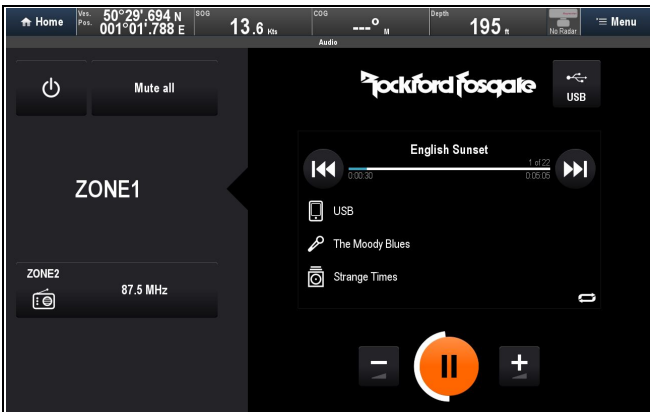 Home
Ves. Pos. 50°29'.694 N
001°01'.788 E
SOG 13.6 Kts
COG ---° M
Depth 195 ft
No Radar
Menu
Audio
Mute all
Rockford Fosgate
USB
English Sunset
1 of 22
0:00:30 0:05:05
ZONE1
USB
The Moody Blues
Strange Times
ZONE2
87.5 MHz